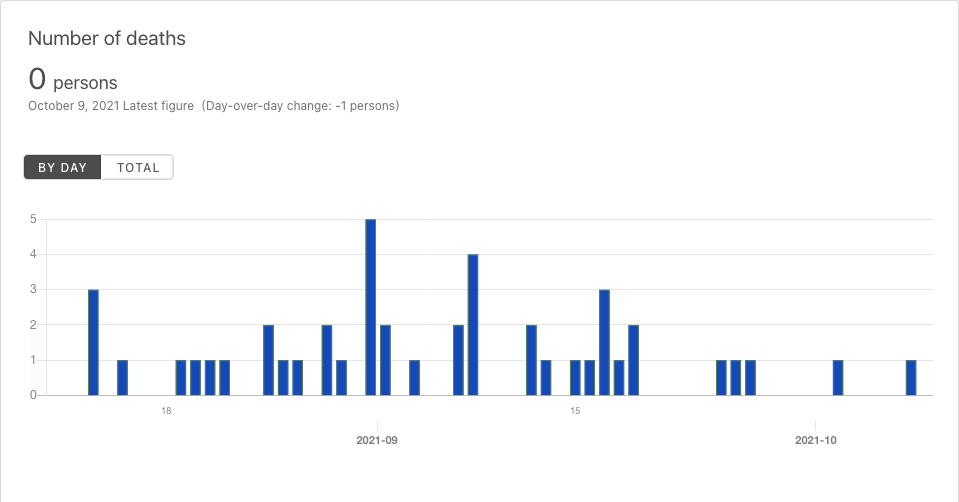 Number of deaths
0 persons
October 9, 2021 Latest figure (Day-over-day change: -1 persons)
BY DAY TOTAL
5
4
3
2
1
0
18 15
2021-09 2021-10